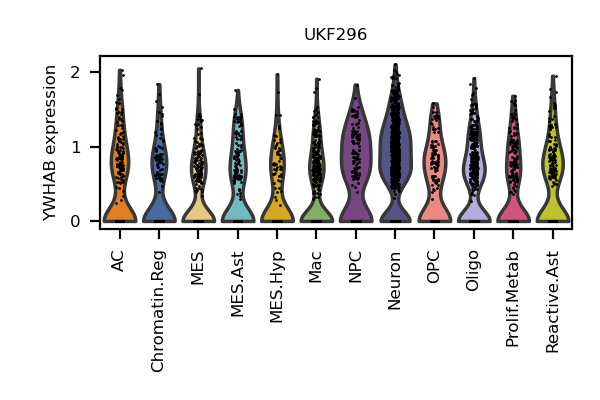 UKF296
YWHAB expression
2
1
0
AC
Chromatin.Reg
MES
MES.Ast
MES.Hyp
Mac
NPC
Neuron
OPC
Oligo
Prolif.Metab
Reactive.Ast